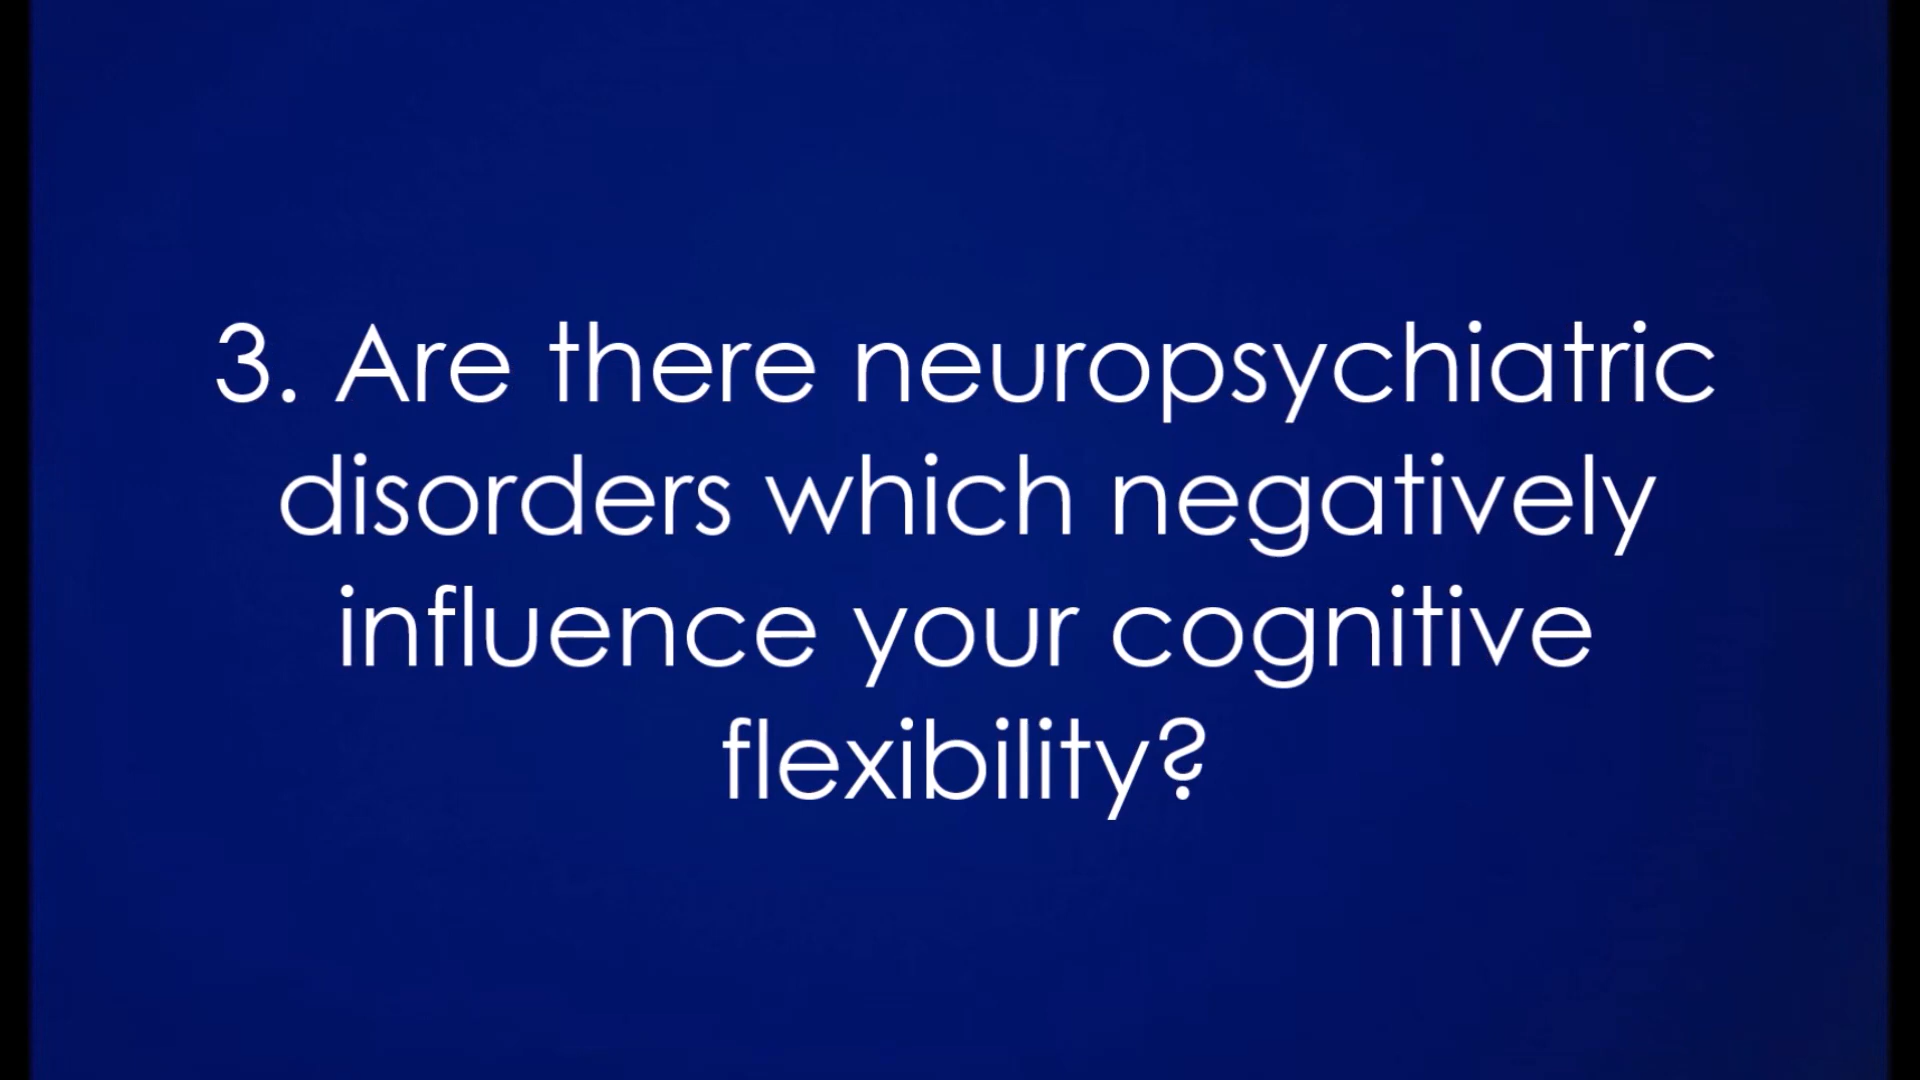 3. Are there neuropsychiatric
disorders which negatively
influence your cognitive
flexibility?